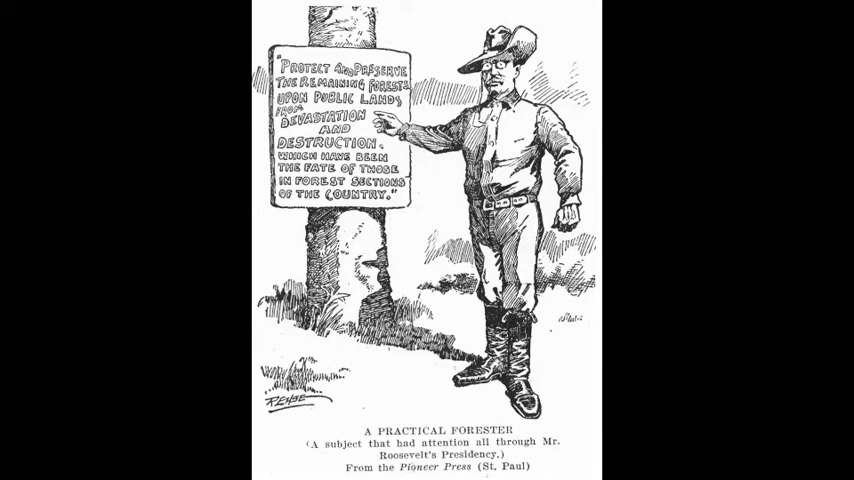 "PROTECT AND PRESERVE
THE REMAINING FORESTS
UPON PUBLIC LANDS
FROM
DEVASTATION
AND
DESTRUCTION,
WHICH HAVE BEEN
THE FATE OF THOSE
IN FOREST SECTIONS
OF THE COUNTRY."
A PRACTICAL FORESTER
(A subject that had attention all through Mr.
Roosevelt's Presidency.)
From the Pioneer Press (St. Paul)